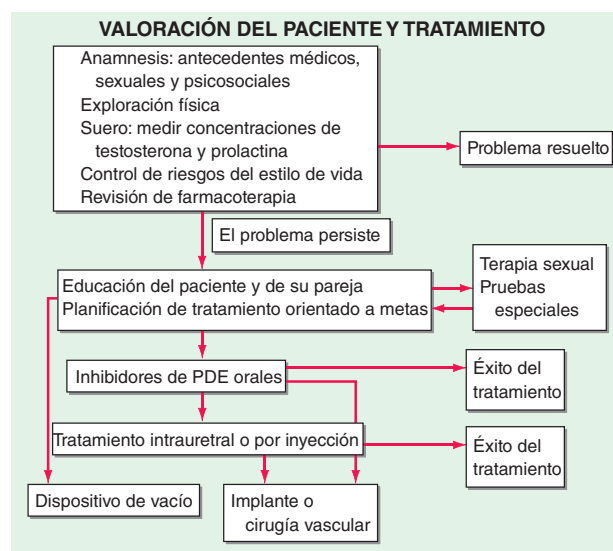 VALORACIÓN DEL PACIENTE Y TRATAMIENTO
Anamnesis: antecedentes médicos,
sexuales y psicosociales
Exploración física
Suero: medir concentraciones de
testosterona y prolactina
Control de riesgos del estilo de vida
Revisión de farmacoterapia
Problema resuelto
El problema persiste
Educación del paciente y de su pareja
Planificación de tratamiento orientado a metas
Terapia sexual
Pruebas
especiales
Inhibidores de PDE orales
Éxito del
tratamiento
Tratamiento intrauretral o por inyección
Éxito del
tratamiento
Dispositivo de vacío
Implante o
cirugía vascular